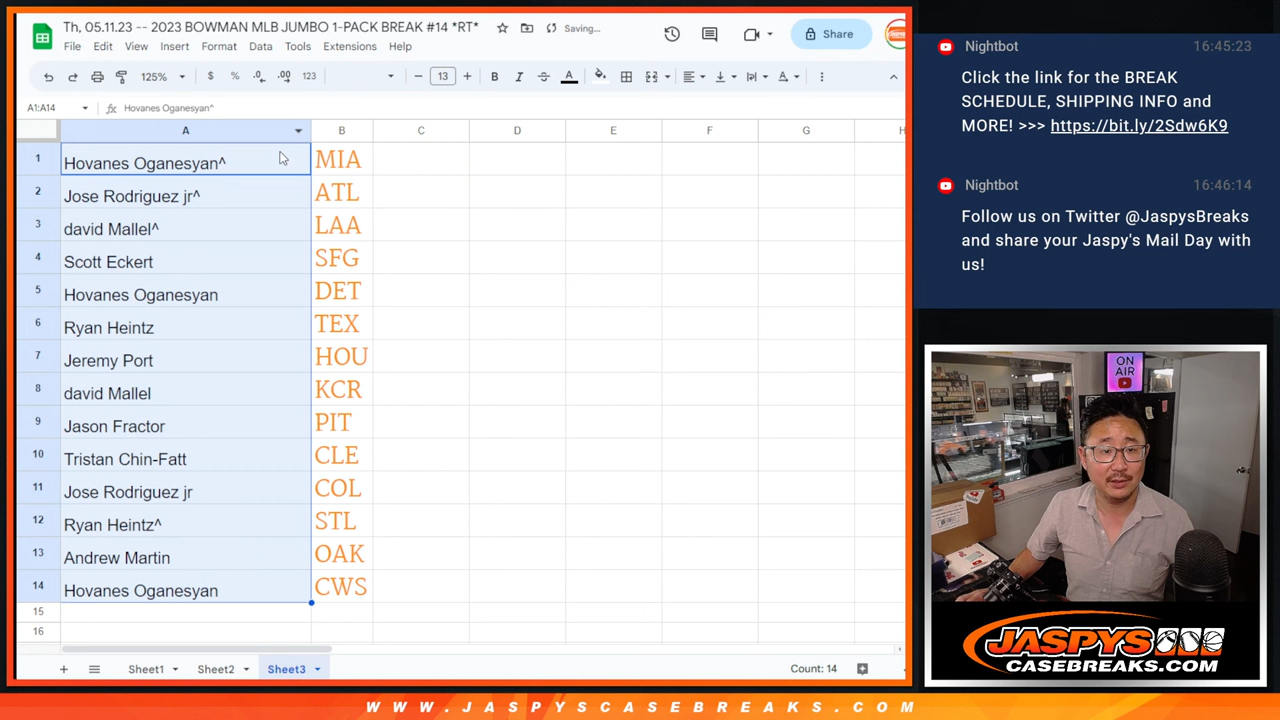 Th, 05.11.23 -- 2023 BOWMAN MLB JUMBO 1-PACK BREAK #14 *RT*
Saving...
File Edit View Insert Format Data Tools Extensions Help
Share
125% $ % .0 .00 123 13 B I A
A1:A14 fx Hovanes Oganesyan^
A B C D E F G H
1 Hovanes Oganesyan^ MIA
2 Jose Rodriguez jr^ ATL
3 david Mallel^ LAA
4 Scott Eckert SFG
5 Hovanes Oganesyan DET
6 Ryan Heintz TEX
7 Jeremy Port HOU
8 david Mallel KCR
9 Jason Fractor PIT
10 Tristan Chin-Fatt CLE
11 Jose Rodriguez jr COL
12 Ryan Heintz^ STL
13 Andrew Martin OAK
14 Hovanes Oganesyan CWS
15
16
Sheet1 Sheet2 Sheet3 Count: 14
Nightbot 16:45:23
Click the link for the BREAK
SCHEDULE, SHIPPING INFO and
MORE! >>> https://bit.ly/2Sdw6K9
Nightbot 16:46:14
Follow us on Twitter @JaspysBreaks
and share your Jaspy's Mail Day with
us!
ON
AIR
JASPYS
CASEBREAKS.COM
WWW.JASPYSCASEBREAKS.COM